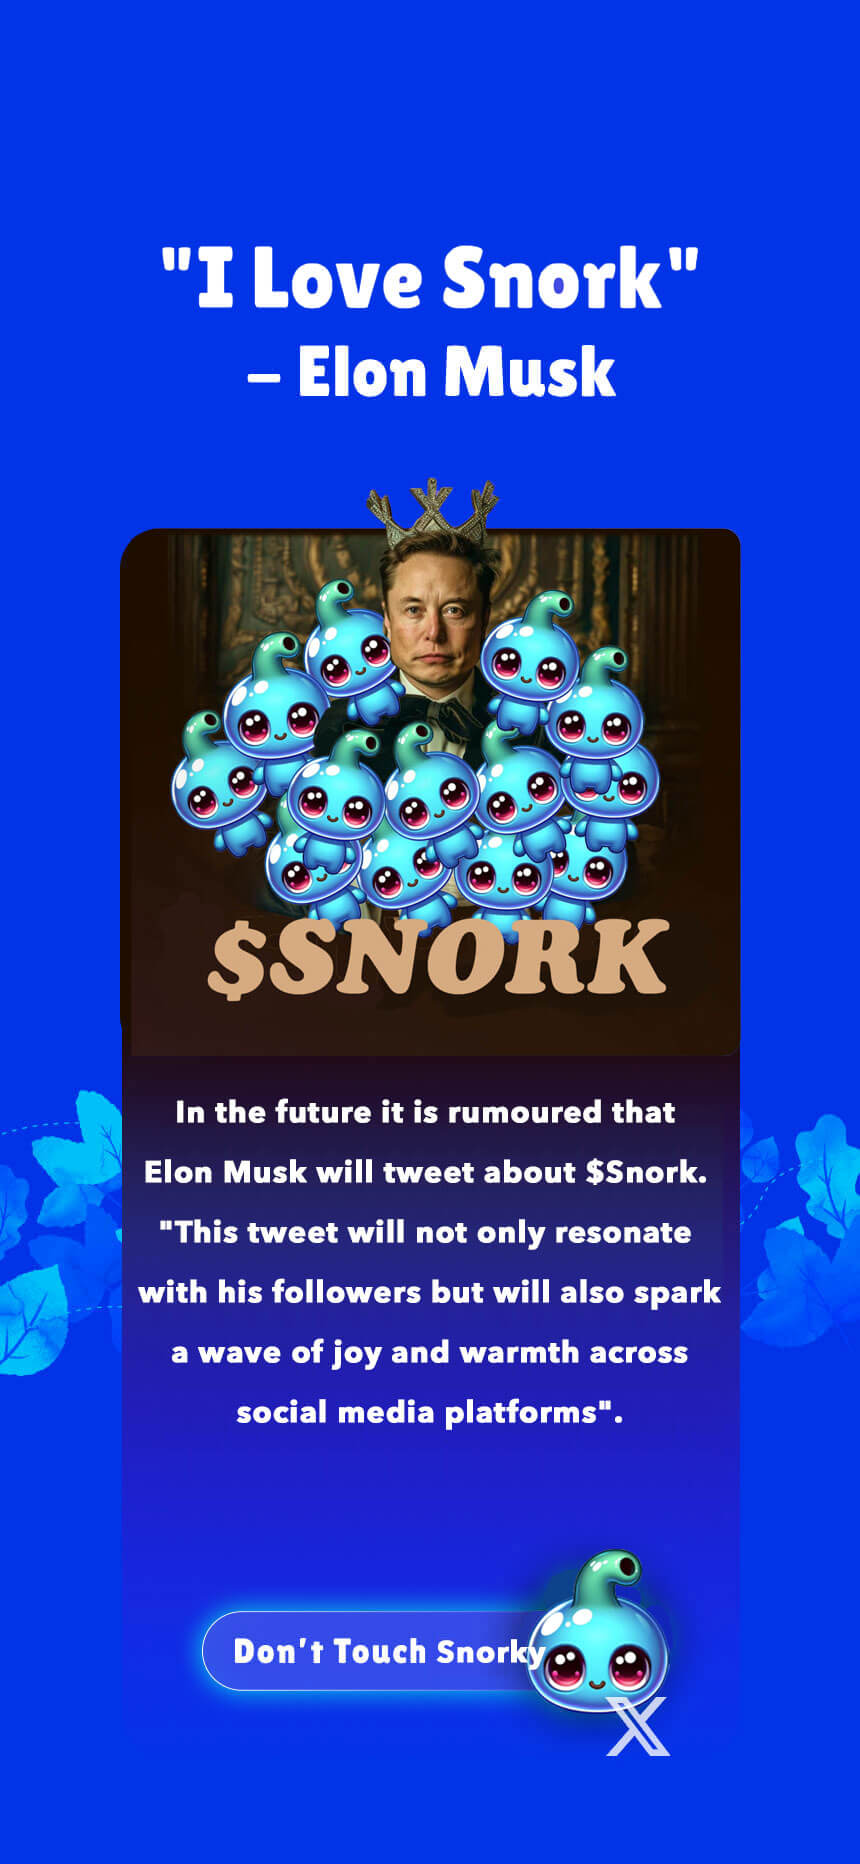 "I Love Snork"
– Elon Musk
$SNORK
In the future it is rumoured that
Elon Musk will tweet about $Snork.
"This tweet will not only resonate
with his followers but will also spark
a wave of joy and warmth across
social media platforms".
Don't Touch Snorky
X